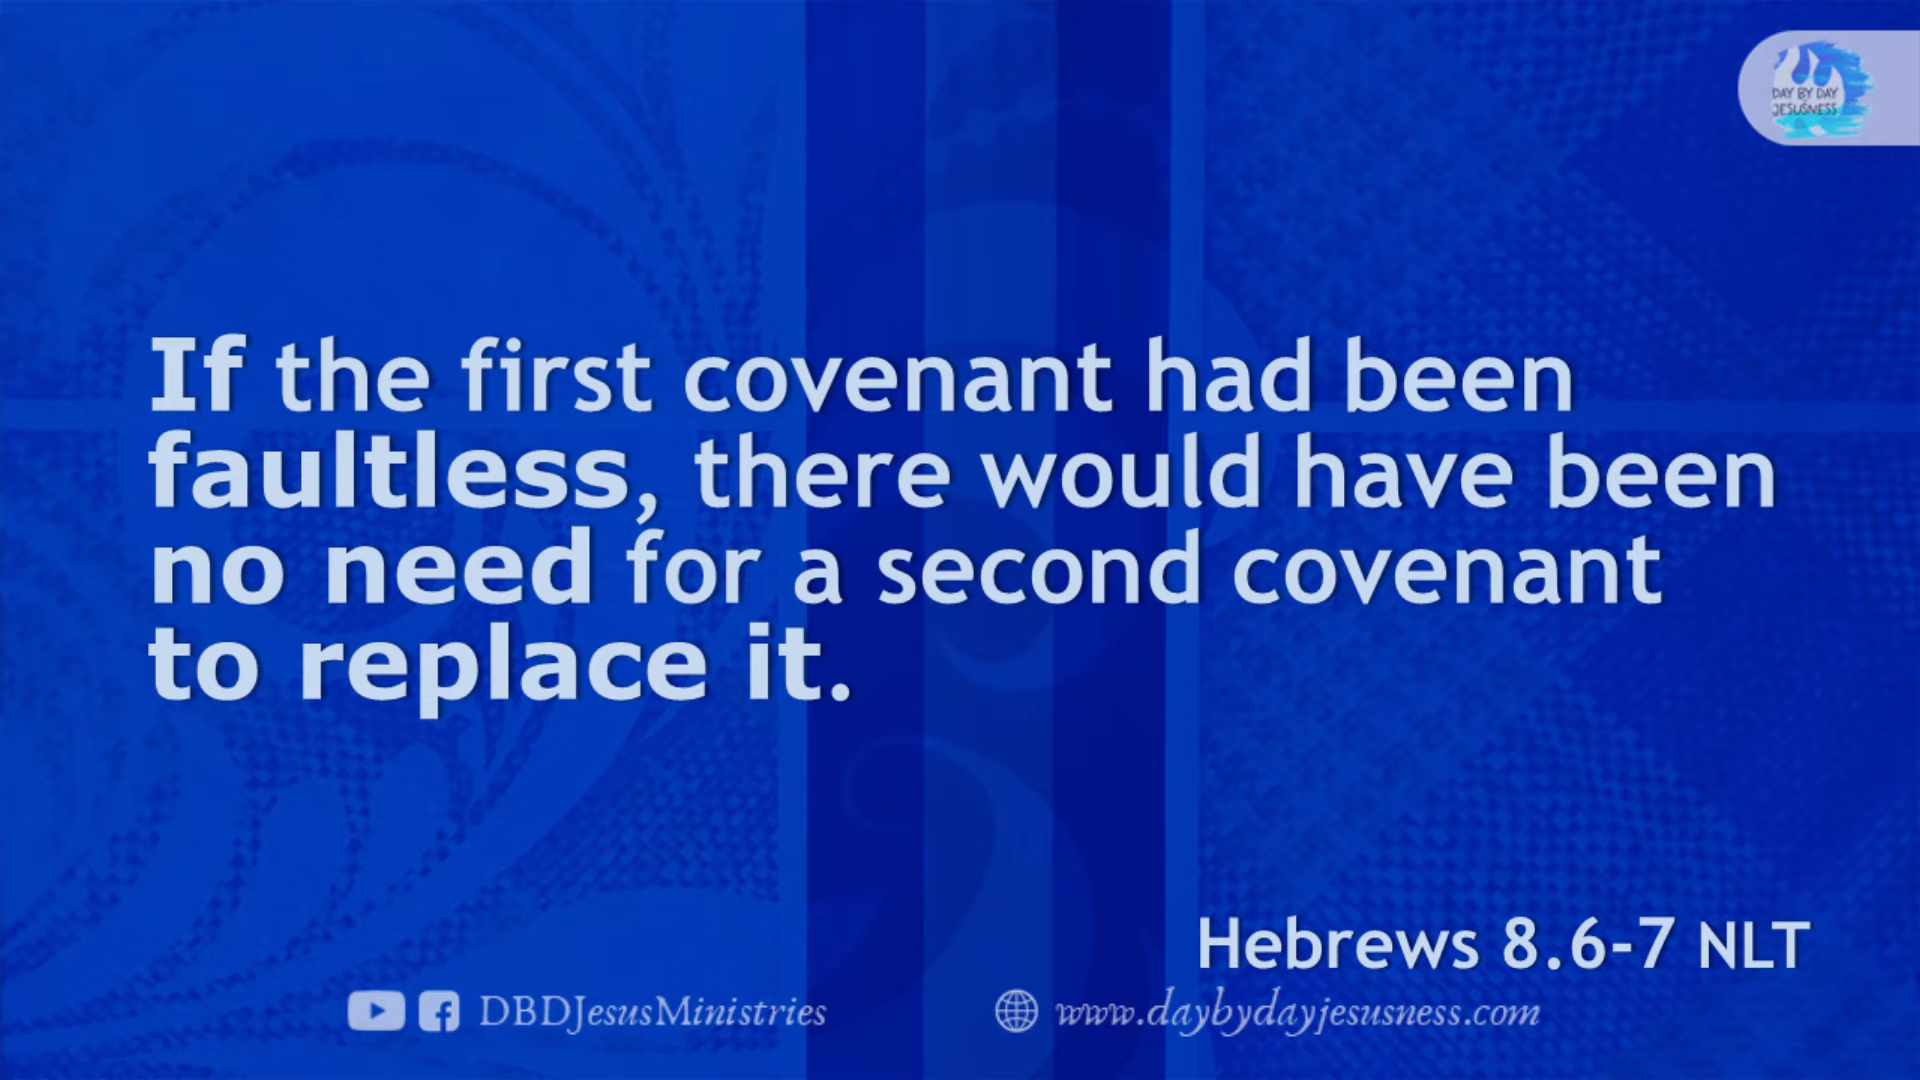 DAY BY DAY
JESUSNESS
If the first covenant had been
faultless, there would have been
no need for a second covenant
to replace it.
Hebrews 8.6-7 NLT
DBDJesusMinistries
www.daybydayjesusness.com